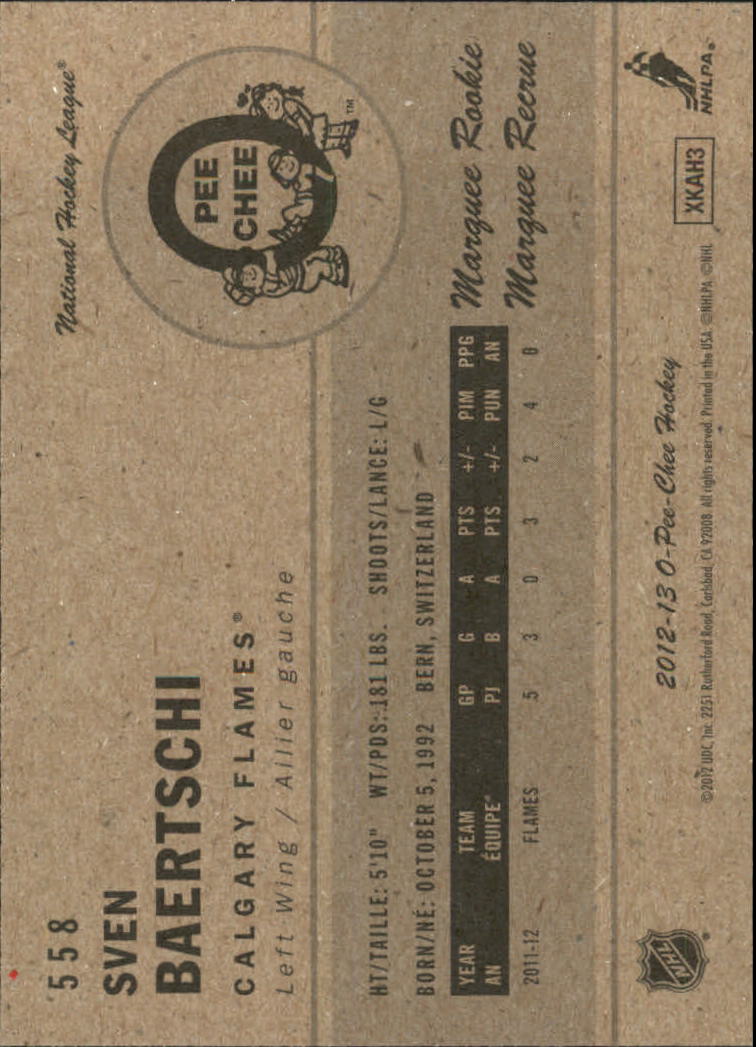 558
National Hockey League®
SVEN
BAERTSCHI
CALGARY FLAMES®
Left Wing / Ailier gauche
O
PEE
CHEE
™
HT/TAILLE: 5'10" WT/PDS: 181 LBS. SHOOTS/LANCE: L/G
BORN/NÉ: OCTOBER 5, 1992 BERN, SWITZERLAND
Marquee Rookie
Marquee Recrue
YEAR TEAM GP G A PTS +/- PIM PPG
AN ÉQUIPE PJ B A PTS +/- PUN AN
2011-12 FLAMES 5 3 0 3 2 4 0
NHL®
2012-13 O-Pee-Chee Hockey
©2012 UDC, Inc. 2251 Rutherford Road, Carlsbad, CA 92008. All rights reserved. Printed in the USA. ©NHLPA ©NHL
XKAH3
NHLPA®